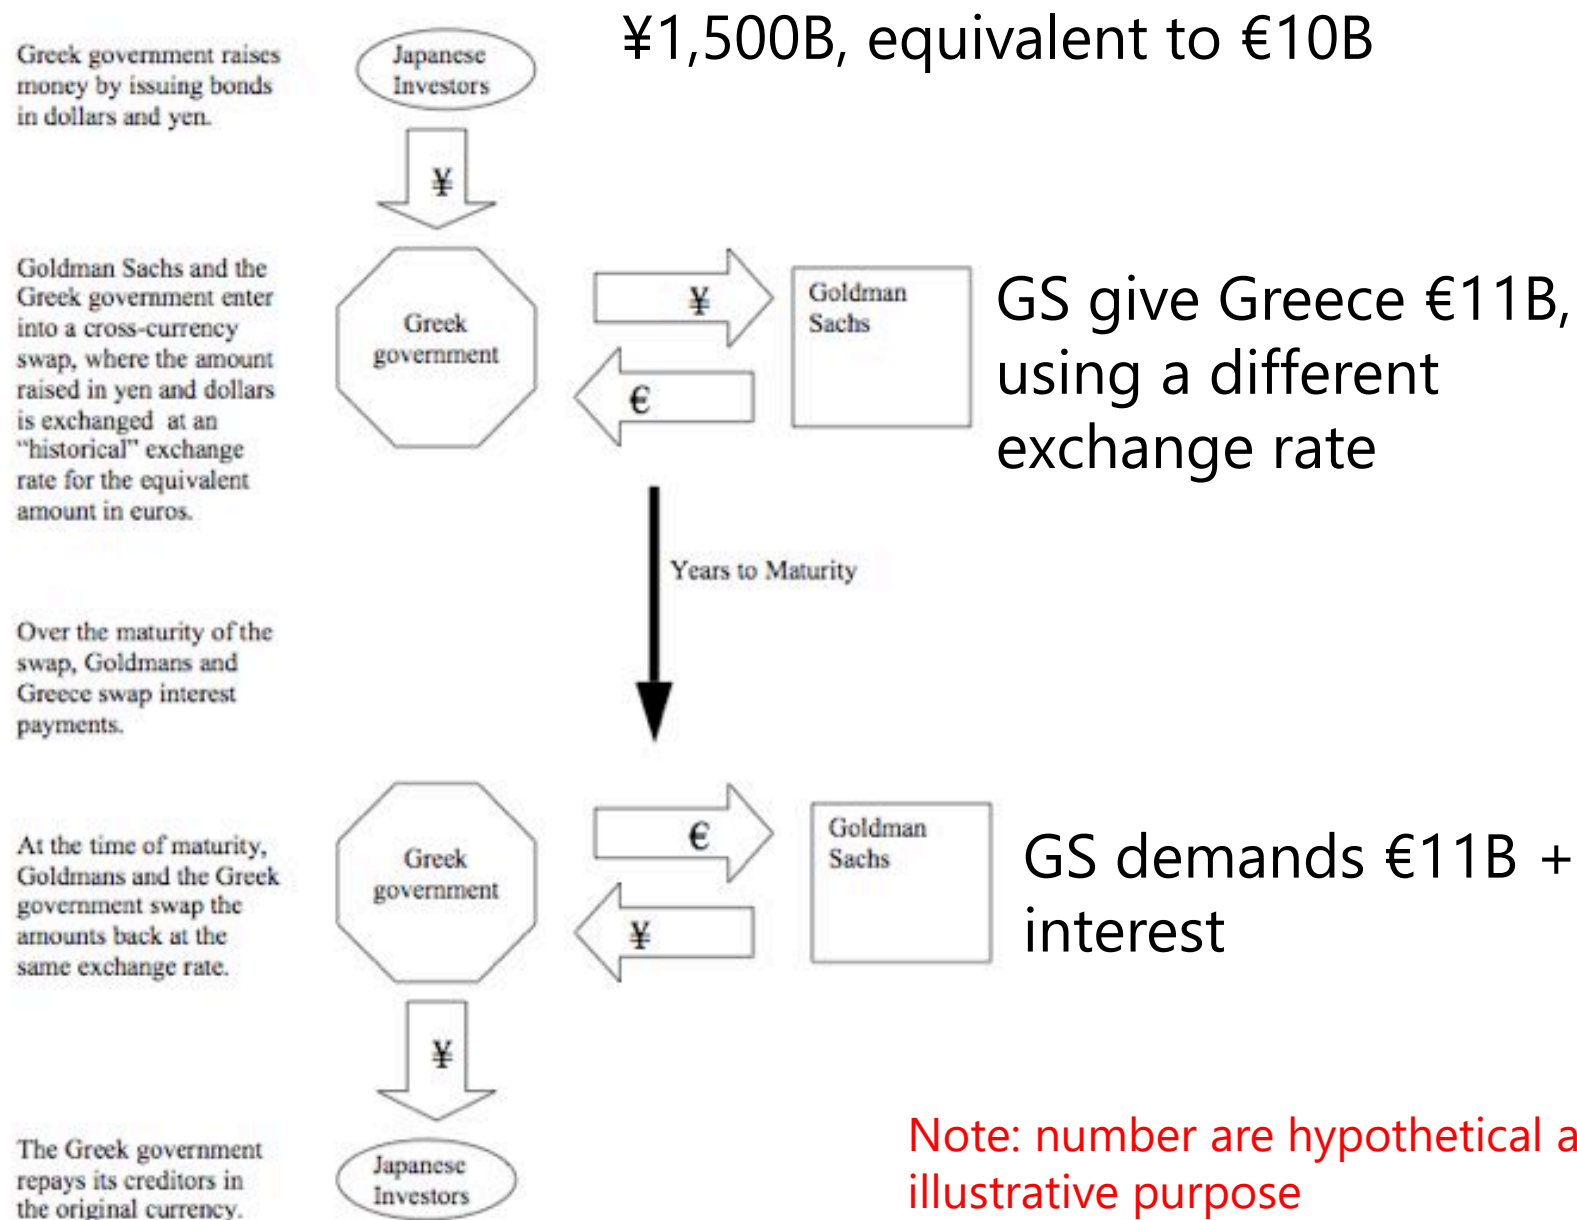 ¥1,500B, equivalent to €10B
Greek government raises
money by issuing bonds
in dollars and yen.
Japanese
Investors
¥
Goldman Sachs and the
Greek government enter
into a cross-currency
swap, where the amount
raised in yen and dollars
is exchanged at an
“historical” exchange
rate for the equivalent
amount in euros.
Greek
government
¥
€
Goldman
Sachs
GS give Greece €11B,
using a different
exchange rate
Years to Maturity
Over the maturity of the
swap, Goldmans and
Greece swap interest
payments.
At the time of maturity,
Goldmans and the Greek
government swap the
amounts back at the
same exchange rate.
Greek
government
€
¥
Goldman
Sachs
GS demands €11B +
interest
¥
The Greek government
repays its creditors in
the original currency.
Japanese
Investors
Note: number are hypothetical a
illustrative purpose